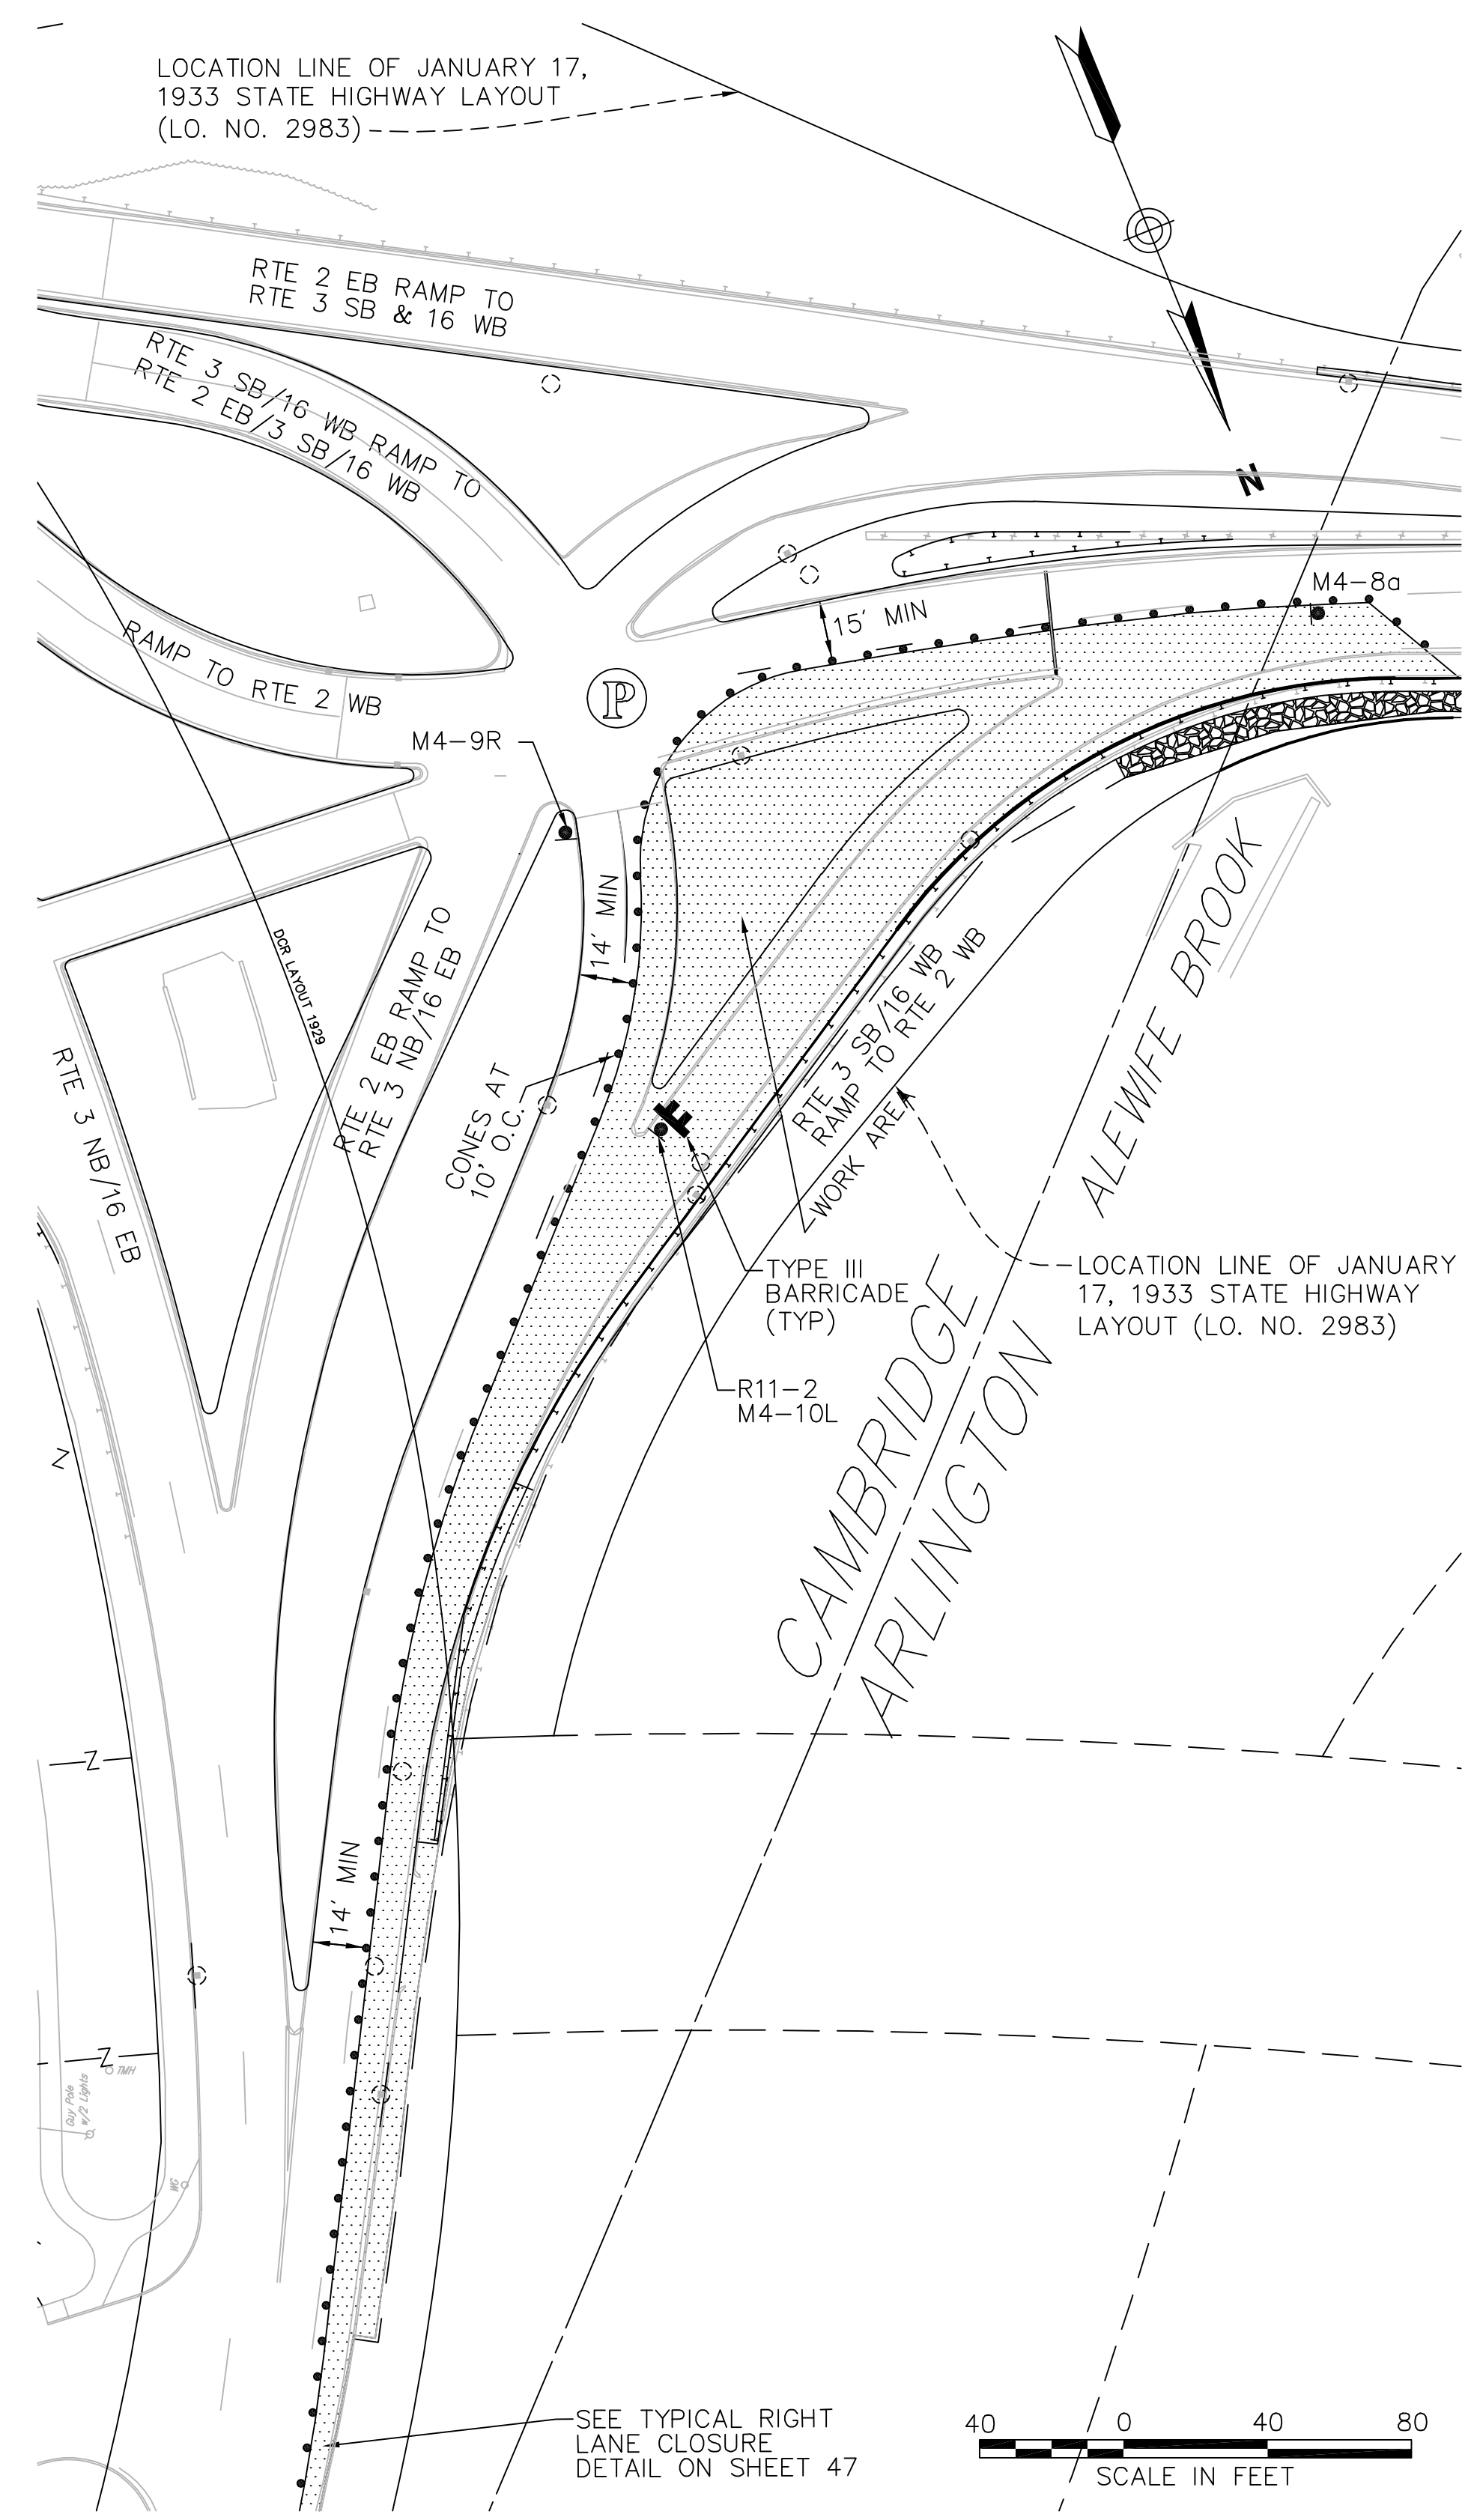 LOCATION LINE OF JANUARY 17,
1933 STATE HIGHWAY LAYOUT
(LO. NO. 2983)
RTE 2 EB RAMP TO
RTE 3 SB & 16 WB
RTE 3 SB/16 WB RAMP TO
RTE 2 EB/3 SB/16 WB
N
M4-8a
15' MIN
RAMP TO RTE 2 WB
P
M4-9R
14' MIN
DCR LAYOUT 1929
RTE 2 EB RAMP TO
RTE 3 NB/16 EB
RTE 3 NB/16 EB
CONES AT
10' O.C.
RTE 3 SB/16 WB
RAMP TO RTE 2 WB
WORK AREA
ALEWIFE BROOK
TYPE III
BARRICADE
(TYP)
LOCATION LINE OF JANUARY
17, 1933 STATE HIGHWAY
LAYOUT (LO. NO. 2983)
R11-2
M4-10L
CAMBRIDGE
ARLINGTON
Z
Z
14' MIN
Z
TMH
Guy Pole
w/2 Lights
WG
SEE TYPICAL RIGHT
LANE CLOSURE
DETAIL ON SHEET 47
40 0 40 80
SCALE IN FEET